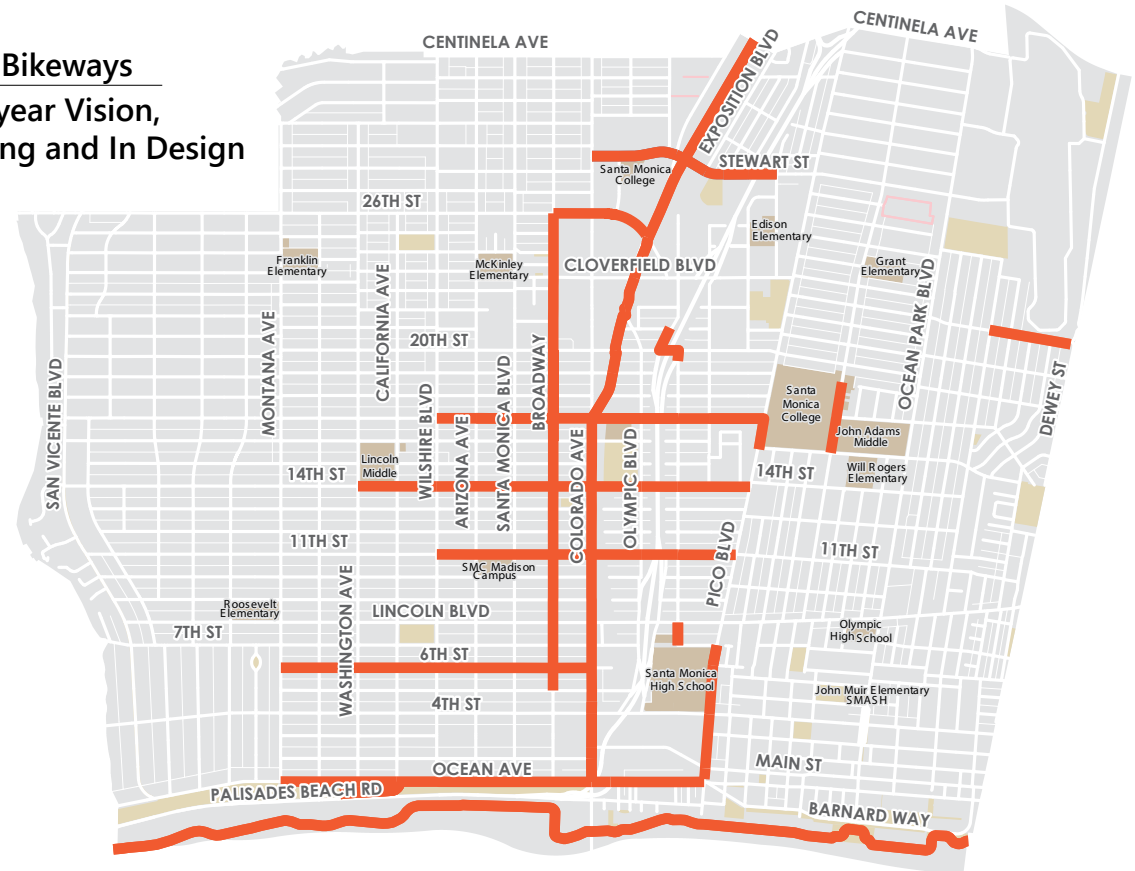 Bikeways
year Vision,
ng and In Design
CENTINELA AVE
CENTINELA AVE
EXPOSITION BLVD
STEWART ST
Santa Monica
College
26TH ST
Edison
Elementary
Franklin
Elementary
McKinley
Elementary
CLOVERFIELD BLVD
Grant
Elementary
CALIFORNIA AVE
OCEAN PARK BLVD
MONTANA AVE
20TH ST
BROADWAY
SAN VICENTE BLVD
WILSHIRE BLVD
SANTA MONICA BLVD
DEWEY ST
Santa
Monica
College
ARIZONA AVE
COLORADO AVE
OLYMPIC BLVD
John Adams
Middle
Lincoln
Middle
14TH ST
14TH ST
Will Rogers
Elementary
11TH ST
11TH ST
PICO BLVD
SMC Madison
Campus
WASHINGTON AVE
Roosevelt
Elementary
LINCOLN BLVD
7TH ST
Olympic
High School
6TH ST
Santa Monica
High School
John Muir Elementary
SMASH
4TH ST
OCEAN AVE
MAIN ST
PALISADES BEACH RD
BARNARD WAY